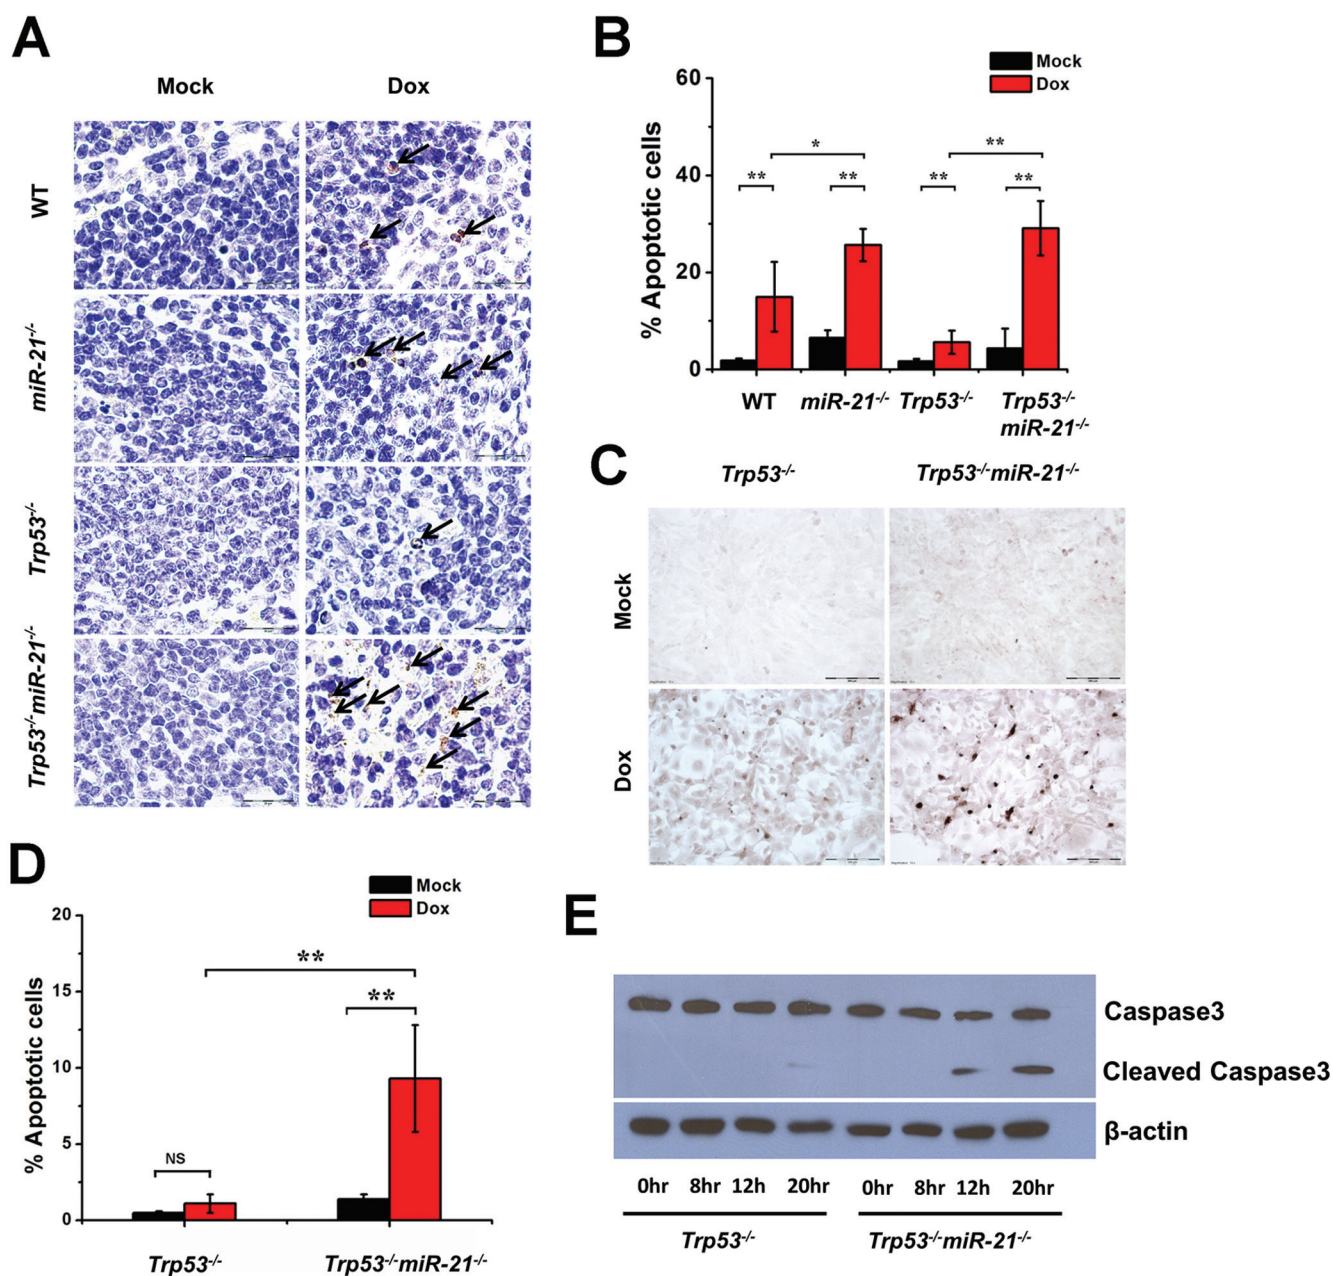 A
Mock
Dox
WT
miR-21-/-
Trp53-/-
Trp53-/-miR-21-/-
B
Mock
Dox
% Apoptotic cells
60
40
20
0
*
**
**
**
**
**
WT
miR-21-/-
Trp53-/-
Trp53-/-
miR-21-/-
C
Trp53-/-
Trp53-/-miR-21-/-
Mock
Dox
D
Mock
Dox
% Apoptotic cells
20
15
10
5
0
**
**
NS
Trp53-/-
Trp53-/-miR-21-/-
E
Caspase3
Cleaved Caspase3
β-actin
0hr 8hr 12h 20hr 0hr 8hr 12h 20hr
Trp53-/-
Trp53-/-miR-21-/-